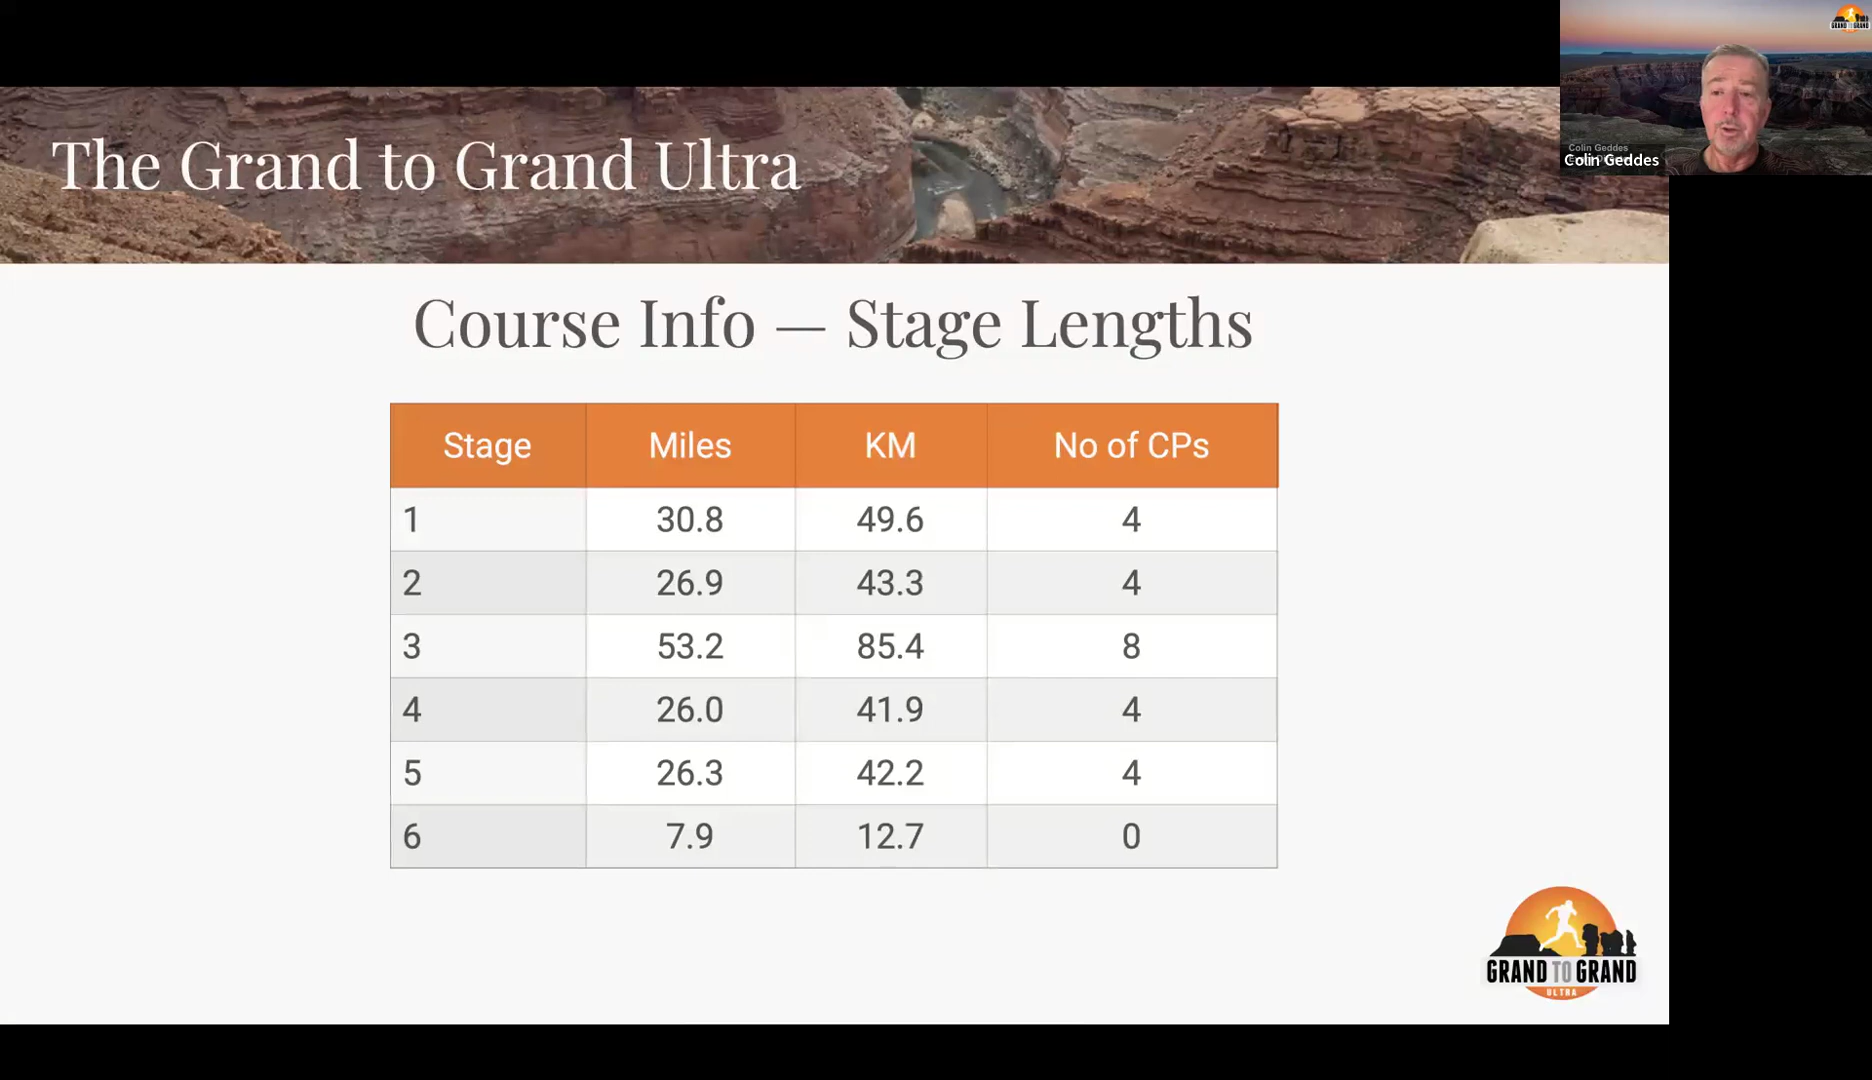 The Grand to Grand Ultra
Colin Geddes
Colin Geddes
GRAND TO GRAND
Course Info — Stage Lengths
Stage Miles KM No of CPs
1 30.8 49.6 4
2 26.9 43.3 4
3 53.2 85.4 8
4 26.0 41.9 4
5 26.3 42.2 4
6 7.9 12.7 0
GRAND TO GRAND
ULTRA